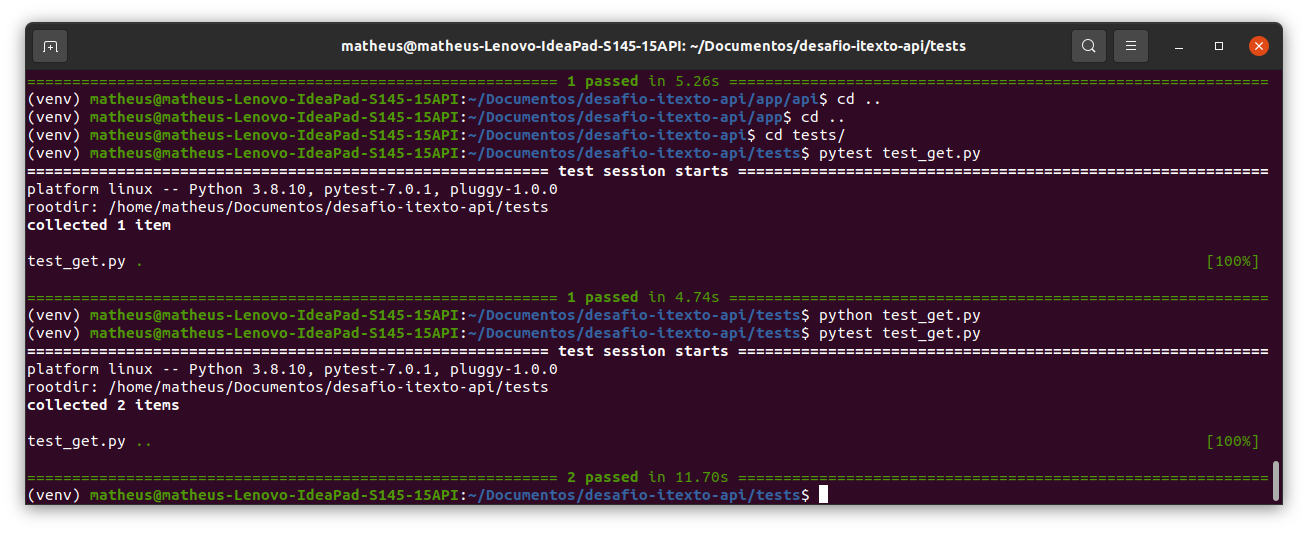 matheus@matheus-Lenovo-IdeaPad-S145-15API: ~/Documentos/desafio-itexto-api/tests
=========================================================== 1 passed in 5.26s ============================================================
(venv) matheus@matheus-Lenovo-IdeaPad-S145-15API:~/Documentos/desafio-itexto-api/app/api$ cd ..
(venv) matheus@matheus-Lenovo-IdeaPad-S145-15API:~/Documentos/desafio-itexto-api/app$ cd ..
(venv) matheus@matheus-Lenovo-IdeaPad-S145-15API:~/Documentos/desafio-itexto-api$ cd tests/
(venv) matheus@matheus-Lenovo-IdeaPad-S145-15API:~/Documentos/desafio-itexto-api/tests$ pytest test_get.py
========================================================== test session starts ===========================================================
platform linux -- Python 3.8.10, pytest-7.0.1, pluggy-1.0.0
rootdir: /home/matheus/Documentos/desafio-itexto-api/tests
collected 1 item
test_get.py . [100%]
=========================================================== 1 passed in 4.74s ============================================================
(venv) matheus@matheus-Lenovo-IdeaPad-S145-15API:~/Documentos/desafio-itexto-api/tests$ python test_get.py
(venv) matheus@matheus-Lenovo-IdeaPad-S145-15API:~/Documentos/desafio-itexto-api/tests$ pytest test_get.py
========================================================== test session starts ===========================================================
platform linux -- Python 3.8.10, pytest-7.0.1, pluggy-1.0.0
rootdir: /home/matheus/Documentos/desafio-itexto-api/tests
collected 2 items
test_get.py .. [100%]
=========================================================== 2 passed in 11.70s ===========================================================
(venv) matheus@matheus-Lenovo-IdeaPad-S145-15API:~/Documentos/desafio-itexto-api/tests$